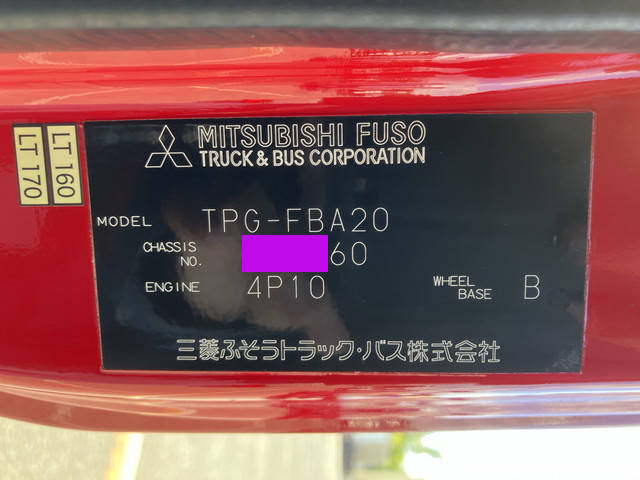 MITSUBISHI FUSO
TRUCK & BUS CORPORATION
LT 160
LT 170
MODEL TPG-FBA20
CHASSIS NO. 60
ENGINE 4P10 WHEEL BASE B
三菱ふそうトラック・バス株式会社